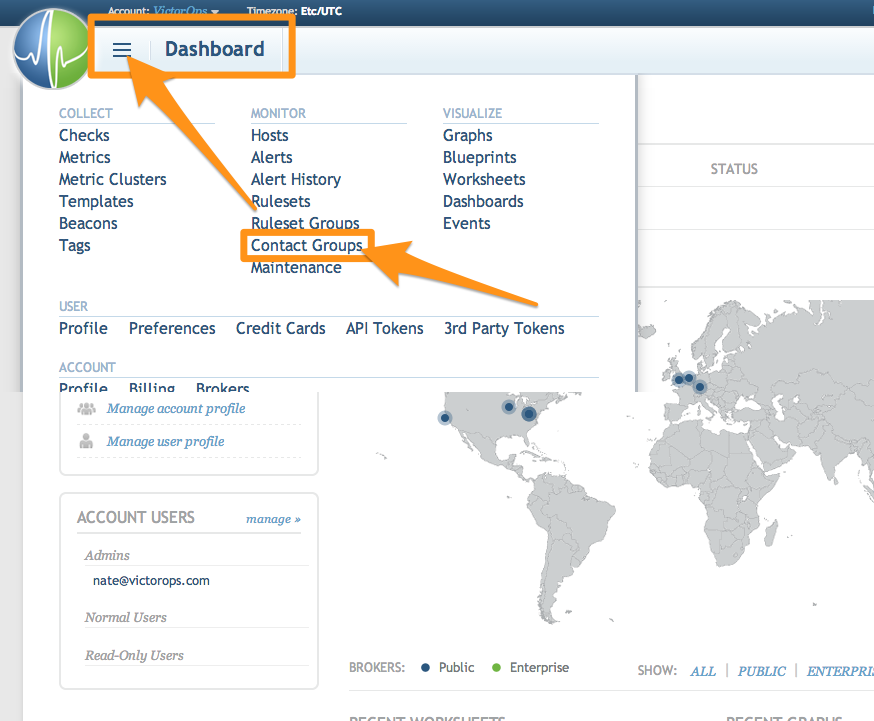 Account: VictorOps Timezone: Etc/UTC
Dashboard
COLLECT
Checks
Metrics
Metric Clusters
Templates
Beacons
Tags
MONITOR
Hosts
Alerts
Alert History
Rulesets
Ruleset Groups
Contact Groups
Maintenance
VISUALIZE
Graphs
Blueprints
Worksheets
Dashboards
Events
STATUS
USER
Profile Preferences Credit Cards API Tokens 3rd Party Tokens
ACCOUNT
Profile Billing Brokers
Manage account profile
Manage user profile
ACCOUNT USERS manage »
Admins
nate@victorops.com
Normal Users
Read-Only Users
BROKERS: Public Enterprise
SHOW: ALL | PUBLIC | ENTERPRIS
RECENT WORKSHEETS
RECENT GRAPHS